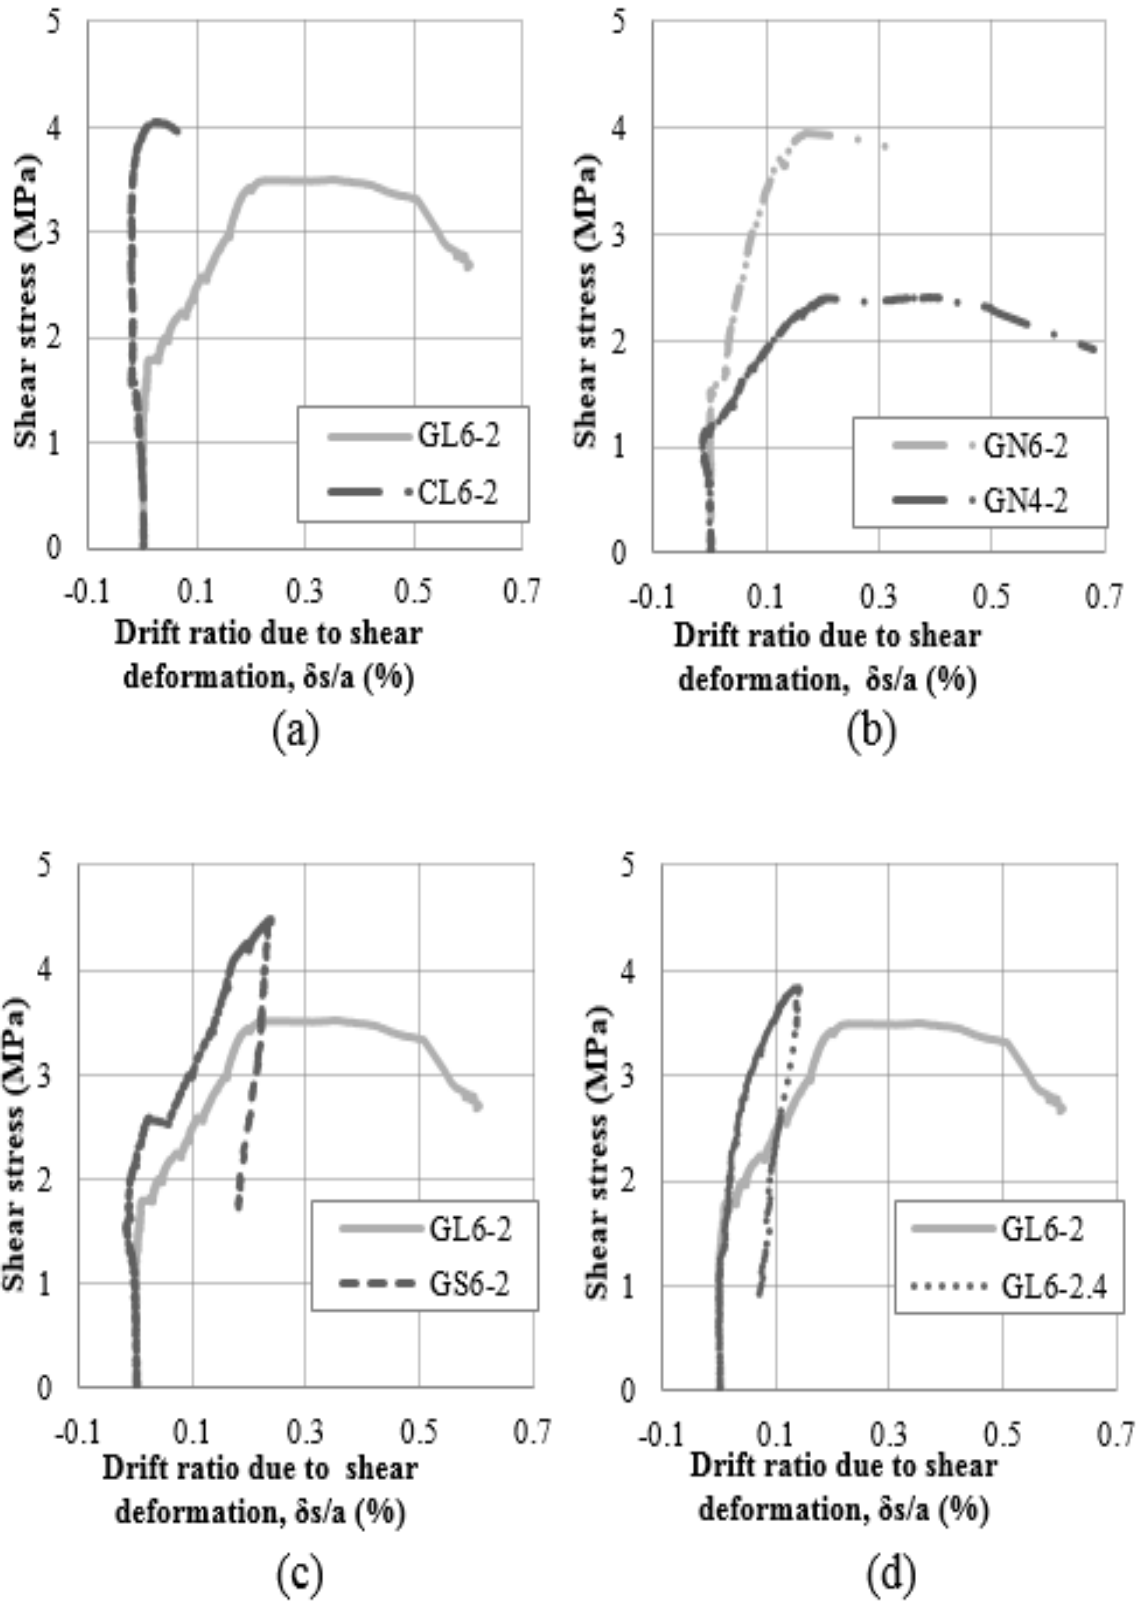 5
4
3
2
1
0
Shear stress (MPa)
GL6-2
CL6-2
-0.1 0.1 0.3 0.5 0.7
Drift ratio due to shear
deformation, δs/a (%)
(a)
5
4
3
2
1
0
Shear stress (MPa)
GN6-2
GN4-2
-0.1 0.1 0.3 0.5 0.7
Drift ratio due to shear
deformation, δs/a (%)
(b)
5
4
3
2
1
0
Shear stress (MPa)
GL6-2
GS6-2
-0.1 0.1 0.3 0.5 0.7
Drift ratio due to shear
deformation, δs/a (%)
(c)
5
4
3
2
1
0
Shear stress (MPa)
GL6-2
GL6-2.4
-0.1 0.1 0.3 0.5 0.7
Drift ratio due to shear
deformation, δs/a (%)
(d)